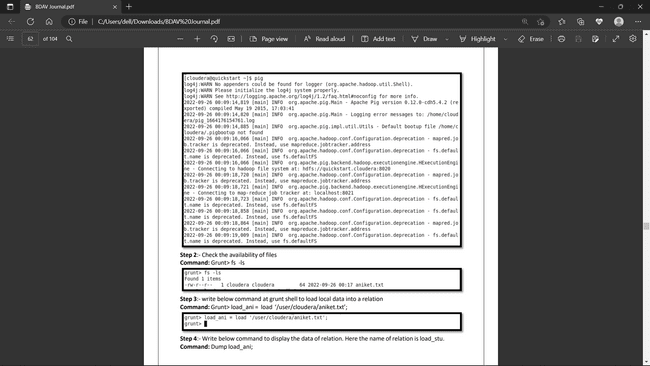 BDAV Journal.pdf
File
C:/Users/dell/Downloads/BDAV%20Journal.pdf
62 of 104
Page view
Read aloud
Add text
Draw
Highlight
Erase
[cloudera@quickstart ~]$ pig
log4j:WARN No appenders could be found for logger (org.apache.hadoop.util.Shell).
log4j:WARN Please initialize the log4j system properly.
log4j:WARN See http://logging.apache.org/log4j/1.2/faq.html#noconfig for more info.
2022-09-26 00:09:14,819 [main] INFO  org.apache.pig.Main - Apache Pig version 0.12.0-cdh5.4.2 (re
xported) compiled May 19 2015, 17:03:41
2022-09-26 00:09:14,820 [main] INFO  org.apache.pig.Main - Logging error messages to: /home/cloud
era/pig_1664176154761.log
2022-09-26 00:09:14,885 [main] INFO  org.apache.pig.impl.util.Utils - Default bootup file /home/c
loudera/.pigbootup not found
2022-09-26 00:09:16,066 [main] INFO  org.apache.hadoop.conf.Configuration.deprecation - mapred.jo
b.tracker is deprecated. Instead, use mapreduce.jobtracker.address
2022-09-26 00:09:16,066 [main] INFO  org.apache.hadoop.conf.Configuration.deprecation - fs.defaul
t.name is deprecated. Instead, use fs.defaultFS
2022-09-26 00:09:16,066 [main] INFO  org.apache.pig.backend.hadoop.executionengine.HExecutionEngi
ne - Connecting to hadoop file system at: hdfs://quickstart.cloudera:8020
2022-09-26 00:09:18,720 [main] INFO  org.apache.hadoop.conf.Configuration.deprecation - mapred.jo
b.tracker is deprecated. Instead, use mapreduce.jobtracker.address
2022-09-26 00:09:18,721 [main] INFO  org.apache.pig.backend.hadoop.executionengine.HExecutionEngi
ne - Connecting to map-reduce job tracker at: localhost:8021
2022-09-26 00:09:18,723 [main] INFO  org.apache.hadoop.conf.Configuration.deprecation - fs.defaul
t.name is deprecated. Instead, use fs.defaultFS
2022-09-26 00:09:18,858 [main] INFO  org.apache.hadoop.conf.Configuration.deprecation - fs.defaul
t.name is deprecated. Instead, use fs.defaultFS
2022-09-26 00:09:18,864 [main] INFO  org.apache.hadoop.conf.Configuration.deprecation - mapred.jo
b.tracker is deprecated. Instead, use mapreduce.jobtracker.address
2022-09-26 00:09:19,009 [main] INFO  org.apache.hadoop.conf.Configuration.deprecation - fs.defaul
t.name is deprecated. Instead, use fs.defaultFS
Step 2:- Check the availability of files
Command: Grunt> fs  -ls
grunt> fs -ls
Found 1 items
-rw-r--r--   1 cloudera cloudera         64 2022-09-26 00:17 aniket.txt
Step 3:- write below command at grunt shell to load local data into a relation
Command: Grunt> load_ani =  load '/user/cloudera/aniket.txt';
grunt> load_ani = load '/user/cloudera/aniket.txt';
grunt>
Step 4:- Write below command to display the data of relation. Here the name of relation is load_stu.
Command: Dump load_ani;